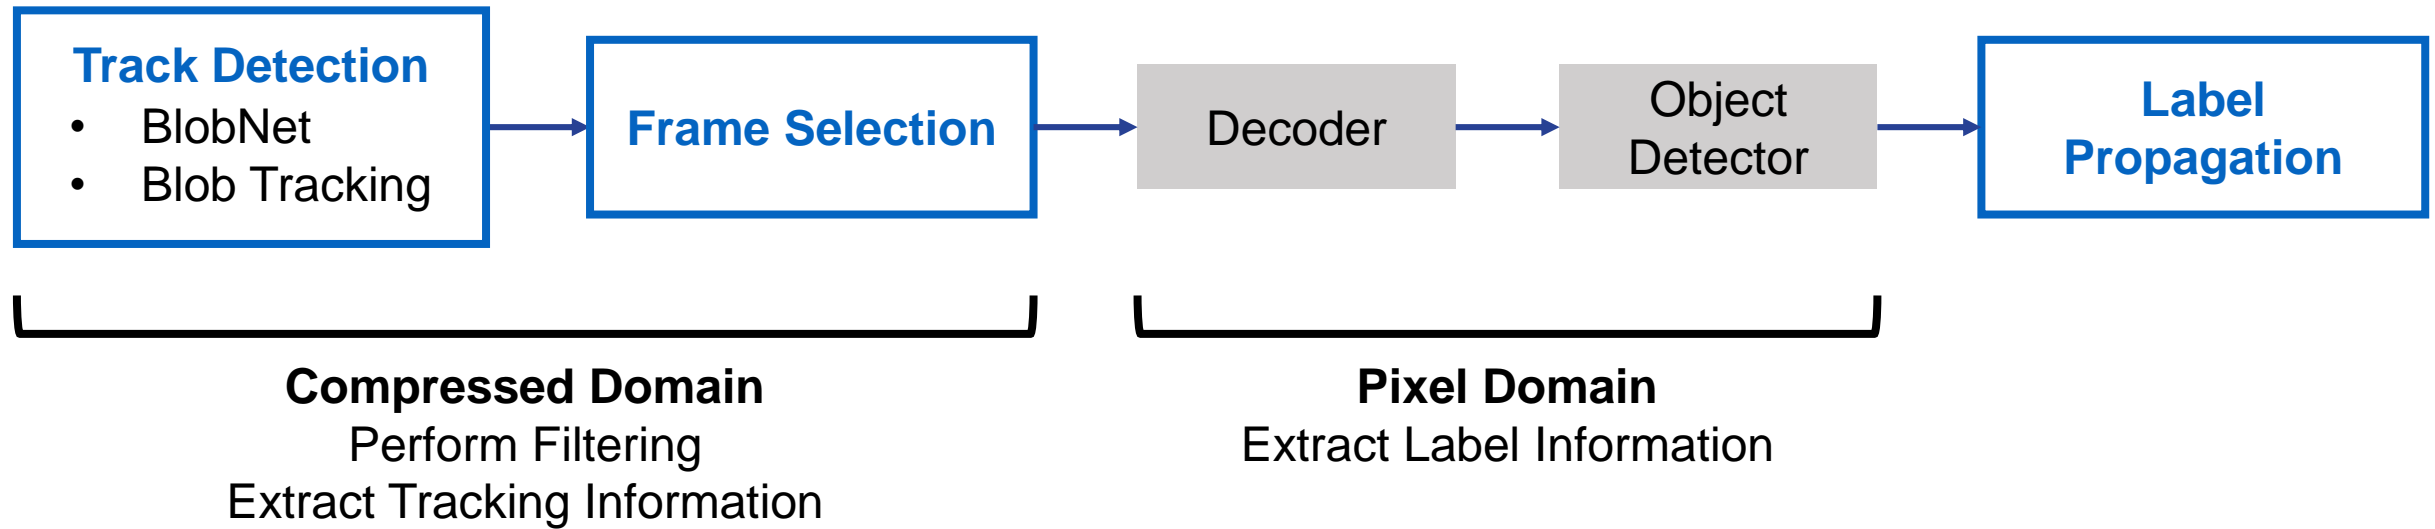 Track Detection
• BlobNet
• Blob Tracking
Frame Selection
Decoder
Object
Detector
Label
Propagation
Compressed Domain
Perform Filtering
Extract Tracking Information
Pixel Domain
Extract Label Information